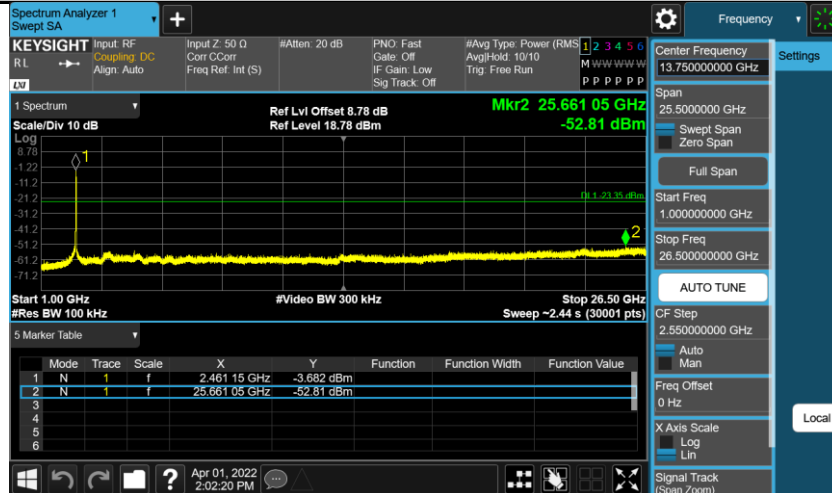 Spectrum Analyzer 1
Swept SA
+
Frequency
KEYSIGHT
RL
LXI
Input: RF
Coupling: DC
Align: Auto
Input Z: 50 Ω
Corr CCorr
Freq Ref: Int (S)
#Atten: 20 dB
PNO: Fast
Gate: Off
IF Gain: Low
Sig Track: Off
#Avg Type: Power (RMS
Avg|Hold: 10/10
Trig: Free Run
1 2 3 4 5 6
M W W W W W
P P P P P P
1 Spectrum
Scale/Div 10 dB
Ref Lvl Offset 8.78 dB
Ref Level 18.78 dBm
Mkr2 25.661 05 GHz
-52.81 dBm
Log
8.78
-1.22
-11.2
-21.2
-31.2
-41.2
-51.2
-61.2
-71.2
1
DL1 -23.35 dBm
2
Start 1.00 GHz
#Res BW 100 kHz
#Video BW 300 kHz
Stop 26.50 GHz
Sweep ~2.44 s (30001 pts)
5 Marker Table
Mode Trace Scale X Y Function Function Width Function Value
1 N 1 f 2.461 15 GHz -3.682 dBm
2 N 1 f 25.661 05 GHz -52.81 dBm
3
4
5
6
Apr 01, 2022
2:02:20 PM
Center Frequency
13.750000000 GHz
Span
25.5000000 GHz
Swept Span
Zero Span
Full Span
Start Freq
1.000000000 GHz
Stop Freq
26.500000000 GHz
AUTO TUNE
CF Step
2.550000000 GHz
Auto
Man
Freq Offset
0 Hz
X Axis Scale
Log
Lin
Signal Track
(Span Zoom)
Settings
Local